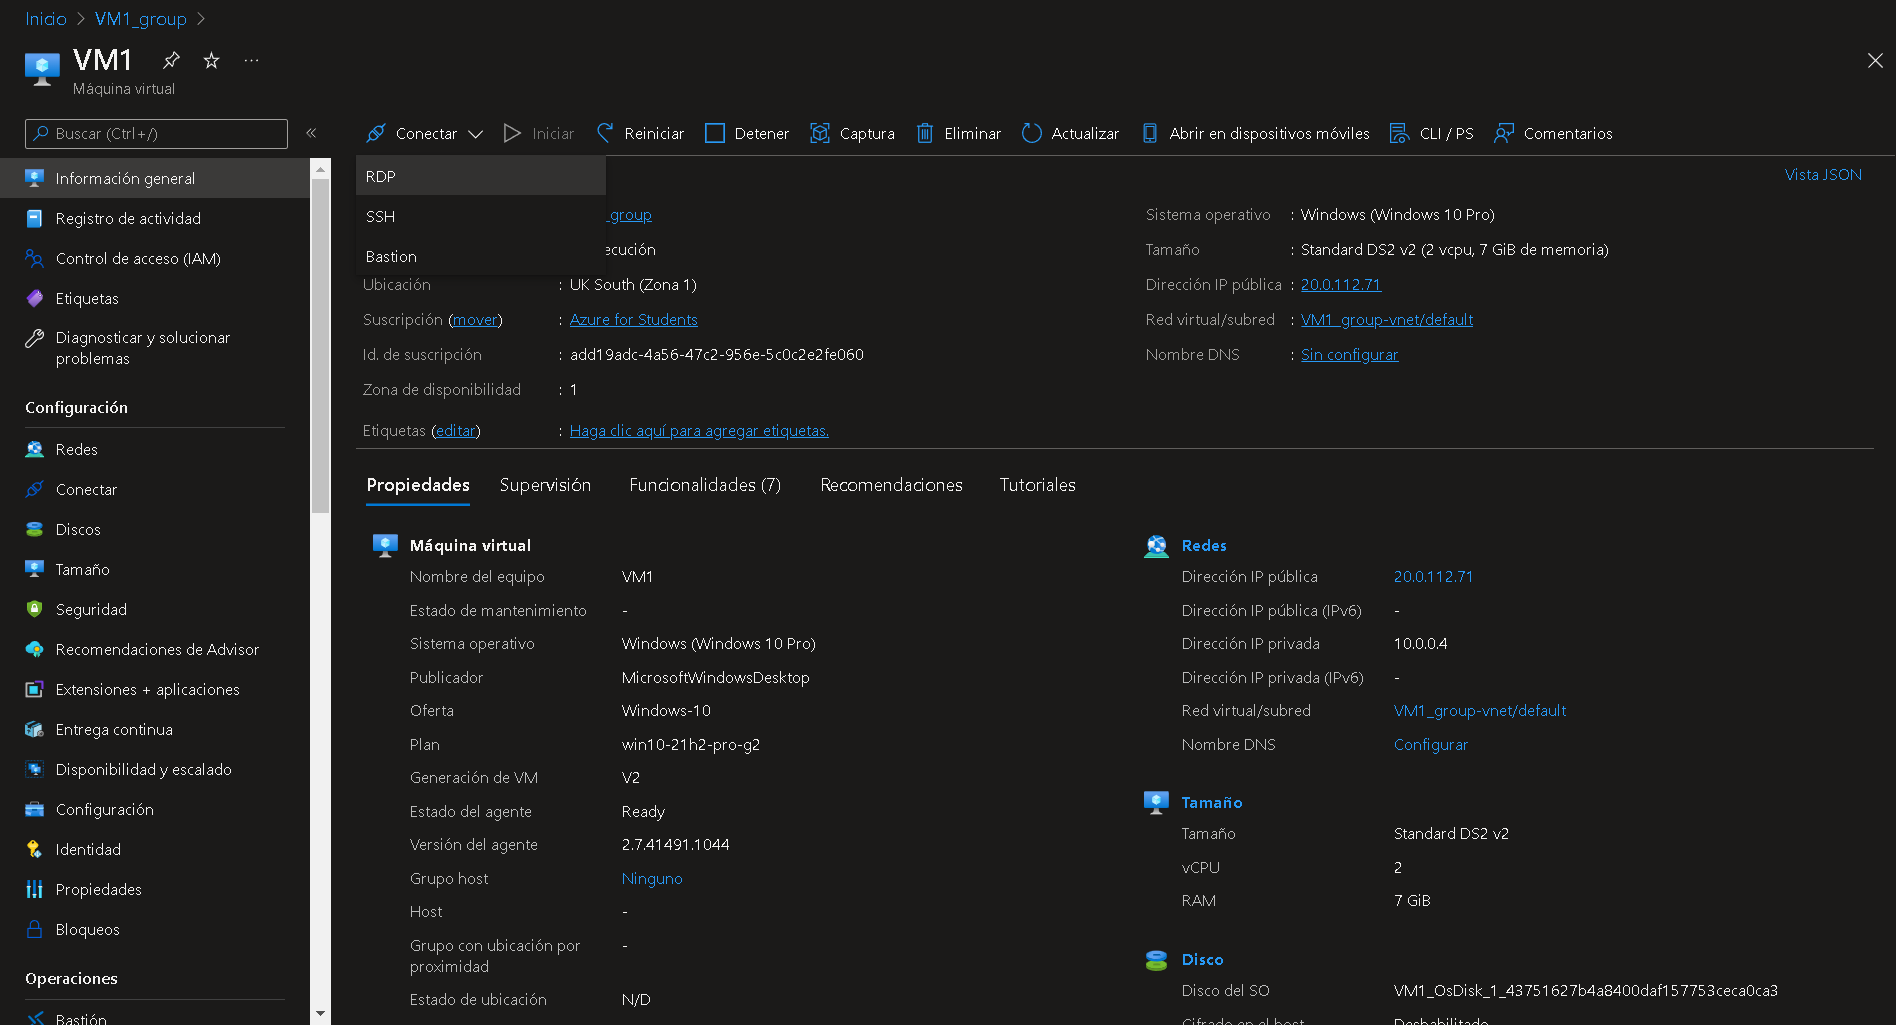 Inicio > VM1_group >
VM1
Máquina virtual
Buscar (Ctrl+/)
Información general
Registro de actividad
Control de acceso (IAM)
Etiquetas
Diagnosticar y solucionar
problemas
Configuración
Redes
Conectar
Discos
Tamaño
Seguridad
Recomendaciones de Advisor
Extensiones + aplicaciones
Entrega continua
Disponibilidad y escalado
Configuración
Identidad
Propiedades
Bloqueos
Operaciones
Bastión
Conectar Iniciar Reiniciar Detener Captura Eliminar Actualizar Abrir en dispositivos móviles CLI / PS Comentarios
RDP
SSH
Bastion
Vista JSON
_group
ecución
Ubicación : UK South (Zona 1)
Suscripción (mover) : Azure for Students
Id. de suscripción : add19adc-4a56-47c2-956e-5c0c2e2fe060
Zona de disponibilidad : 1
Etiquetas (editar) : Haga clic aquí para agregar etiquetas.
Sistema operativo : Windows (Windows 10 Pro)
Tamaño : Standard DS2 v2 (2 vcpu, 7 GiB de memoria)
Dirección IP pública : 20.0.112.71
Red virtual/subred : VM1_group-vnet/default
Nombre DNS : Sin configurar
Propiedades Supervisión Funcionalidades (7) Recomendaciones Tutoriales
Máquina virtual
Nombre del equipo VM1
Estado de mantenimiento -
Sistema operativo Windows (Windows 10 Pro)
Publicador MicrosoftWindowsDesktop
Oferta Windows-10
Plan win10-21h2-pro-g2
Generación de VM V2
Estado del agente Ready
Versión del agente 2.7.41491.1044
Grupo host Ninguno
Host -
Grupo con ubicación por -
proximidad
Estado de ubicación N/D
Redes
Dirección IP pública 20.0.112.71
Dirección IP pública (IPv6) -
Dirección IP privada 10.0.0.4
Dirección IP privada (IPv6) -
Red virtual/subred VM1_group-vnet/default
Nombre DNS Configurar
Tamaño
Tamaño Standard DS2 v2
vCPU 2
RAM 7 GiB
Disco
Disco del SO VM1_OsDisk_1_43751627b4a8400daf157753ceca0ca3
Cifrado en el host Deshabilitado